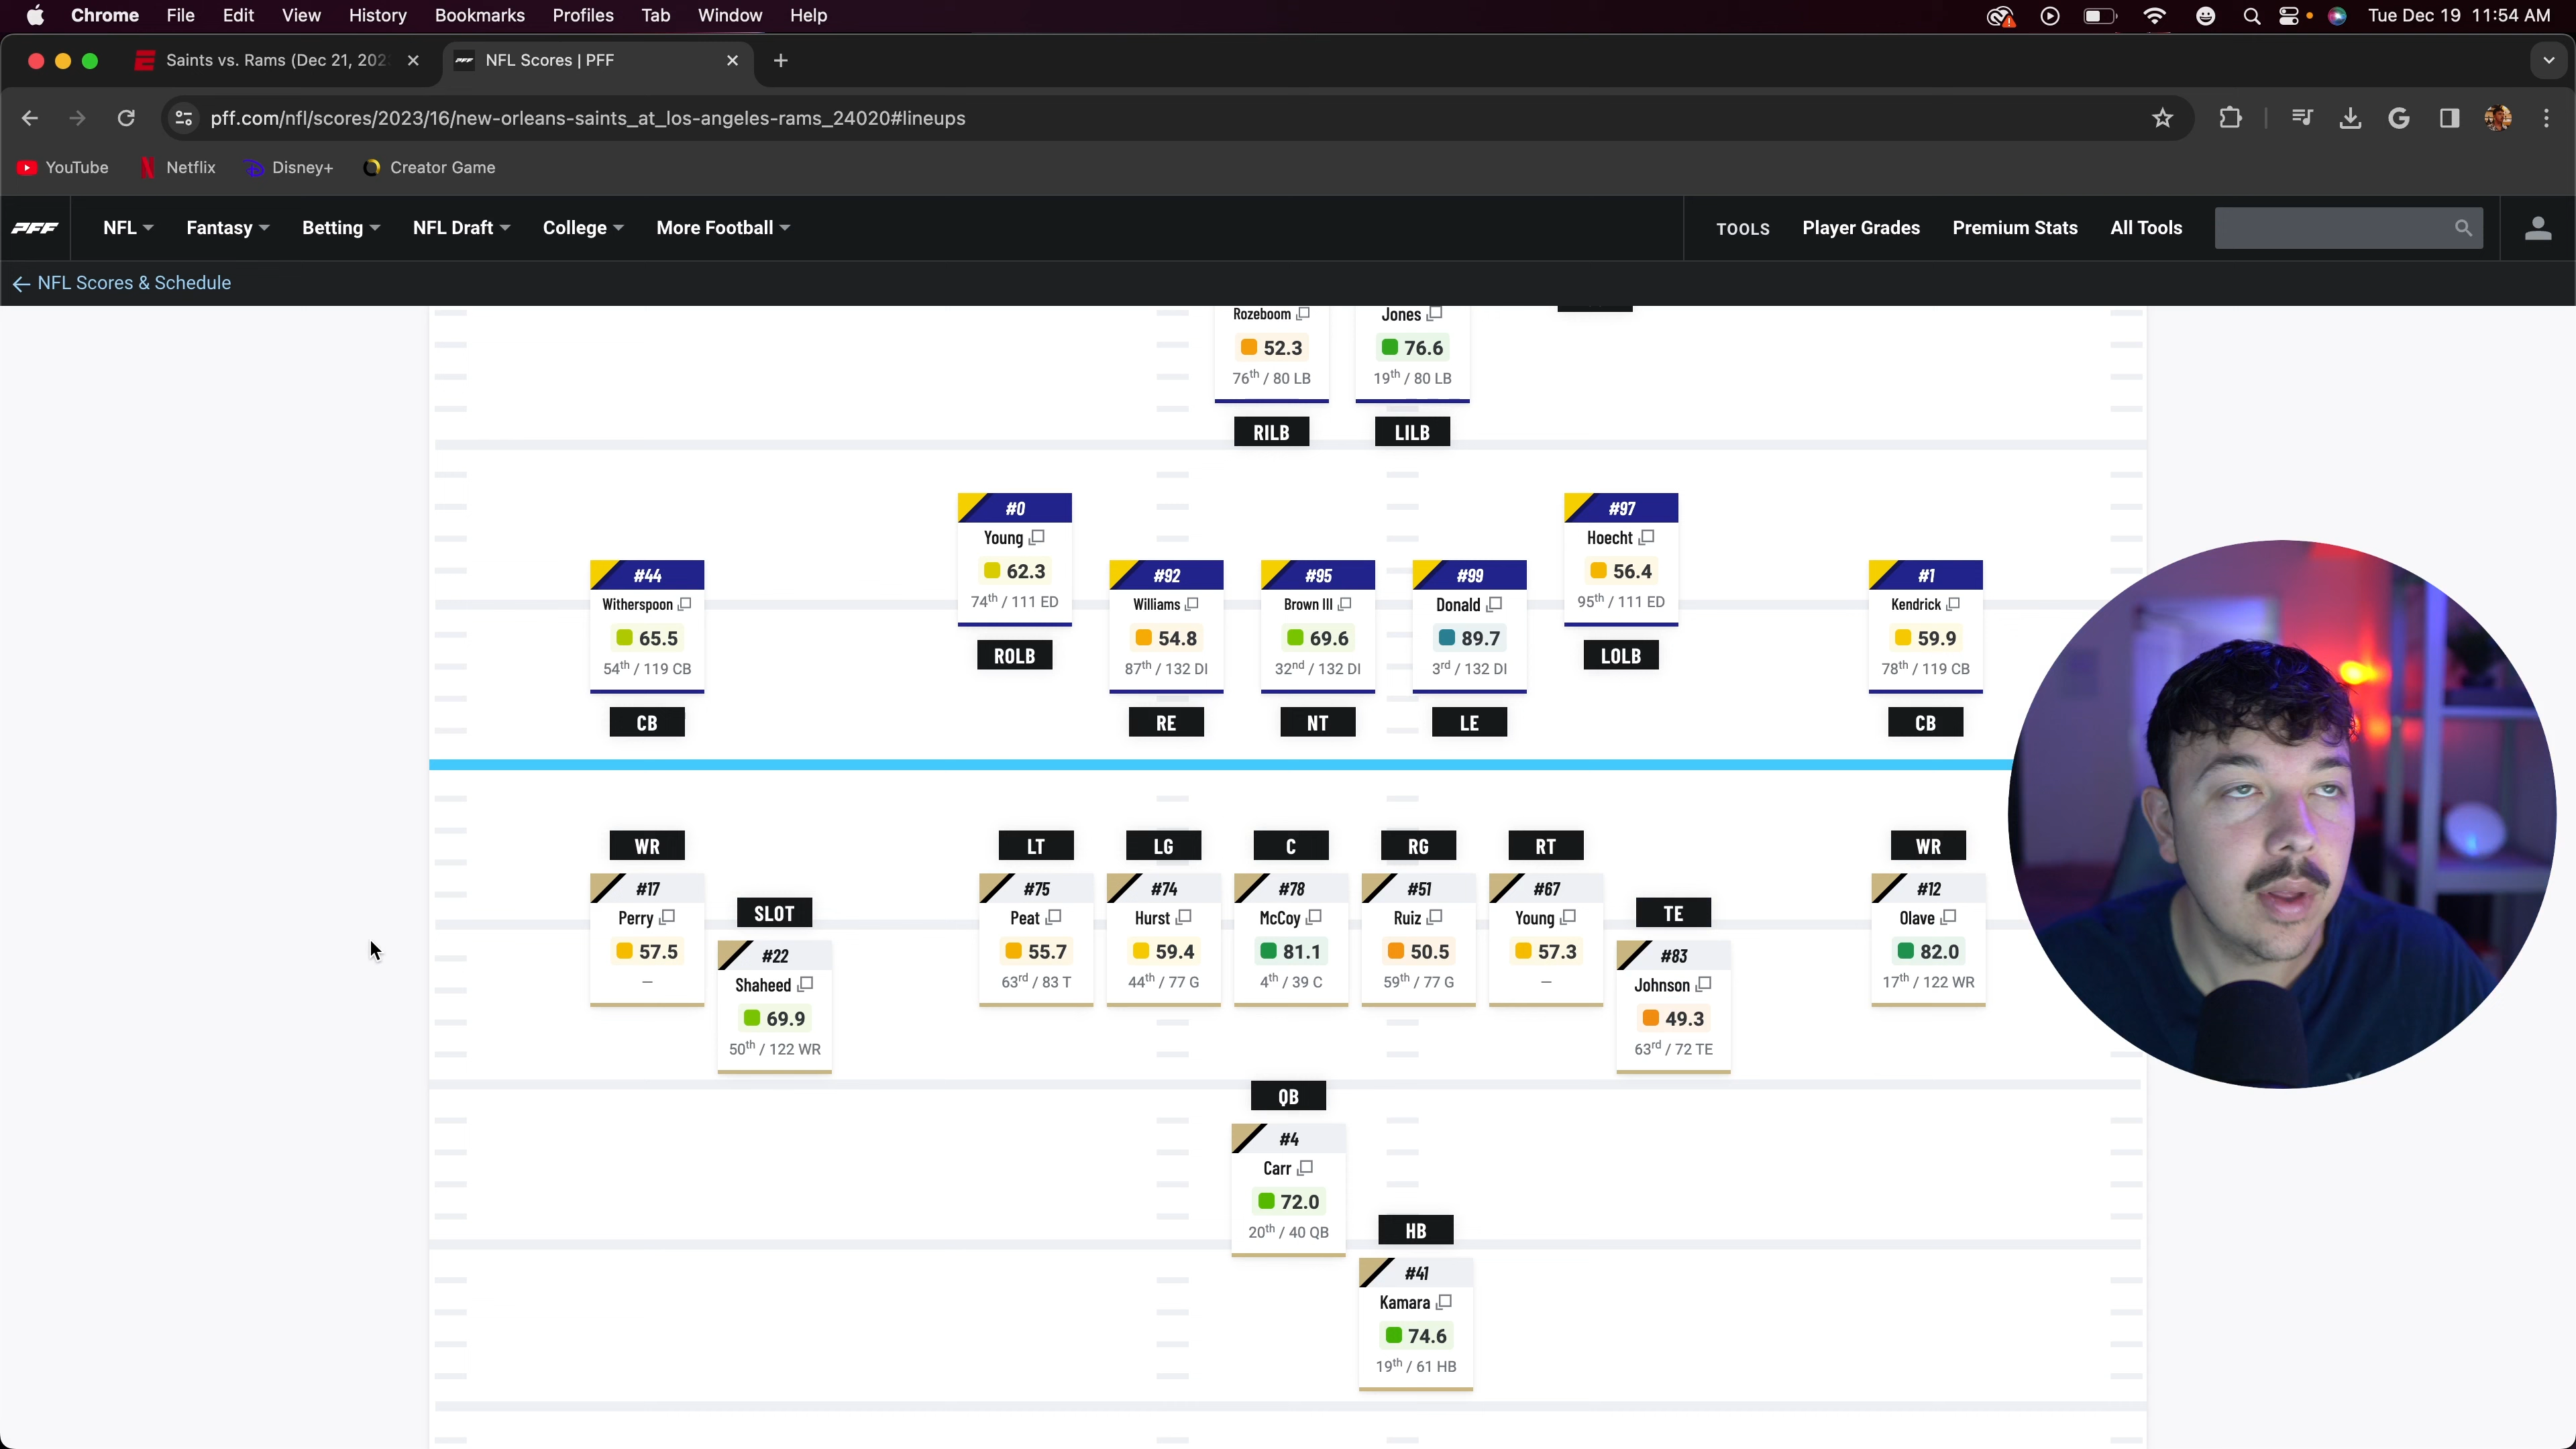 Chrome File Edit View History Bookmarks Profiles Tab Window Help Tue Dec 19 11:54 AM
Saints vs. Rams (Dec 21, 202 NFL Scores | PFF
pff.com/nfl/scores/2023/16/new-orleans-saints_at_los-angeles-rams_24020#lineups
YouTube Netflix Disney+ Creator Game
PFF NFL Fantasy Betting NFL Draft College More Football TOOLS Player Grades Premium Stats All Tools
← NFL Scores & Schedule
Rozeboom Jones
52.3 76.6
76th / 80 LB 19th / 80 LB
RILB LILB
#0 #97
Young Hoecht
62.3 56.4
74th / 111 ED 95th / 111 ED
ROLB LOLB
#44 #92 #95 #99 #1
Witherspoon Williams Brown III Donald Kendrick
65.5 54.8 69.6 89.7 59.9
54th / 119 CB 87th / 132 DI 32nd / 132 DI 3rd / 132 DI 78th / 119 CB
CB RE NT LE CB
WR LT LG C RG RT WR
#17 #75 #74 #78 #51 #67 #12
Perry Peat Hurst McCoy Ruiz Young Olave
57.5 55.7 59.4 81.1 50.5 57.3 82.0
– 63rd / 83 T 44th / 77 G 4th / 39 C 59th / 77 G – 17th / 122 WR
SLOT TE
#22 #83
Shaheed Johnson
69.9 49.3
50th / 122 WR 63rd / 72 TE
QB
#4
Carr
72.0
20th / 40 QB
HB
#41
Kamara
74.6
19th / 61 HB